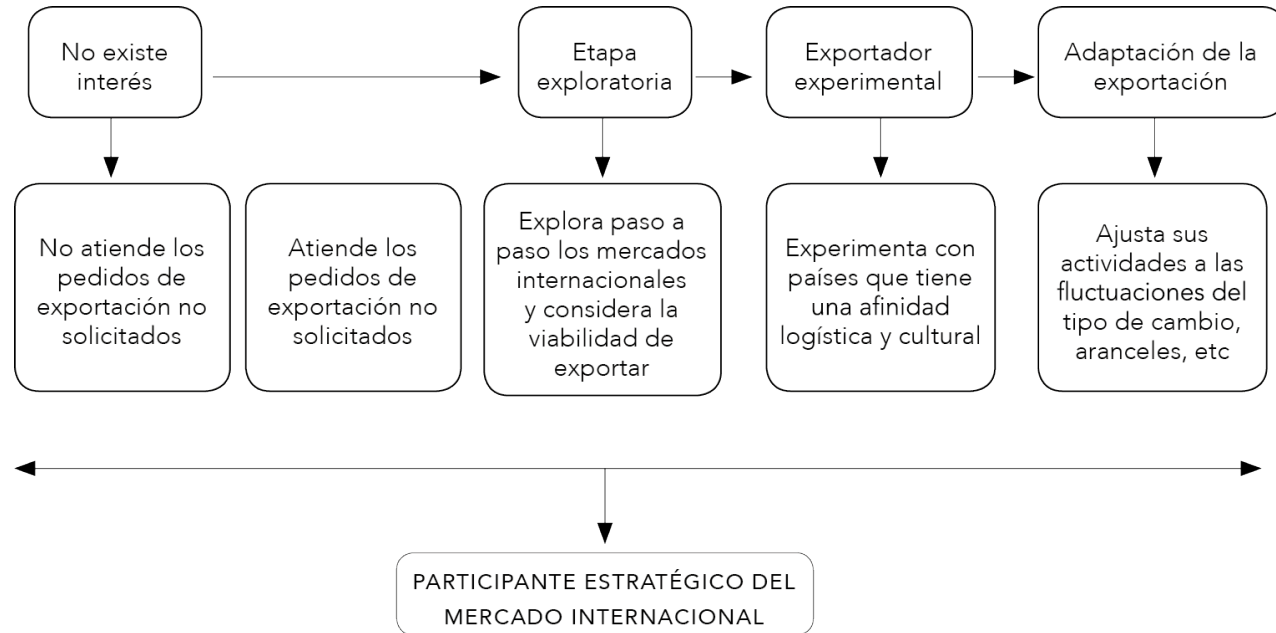 No existe
interés
Etapa
exploratoria
Exportador
experimental
Adaptación de la
exportación
No atiende los
pedidos de
exportación no
solicitados
Atiende los
pedidos de
exportación no
solicitados
Explora paso a
paso los mercados
internacionales
y considera la
viabilidad de
exportar
Experimenta con
países que tiene
una afinidad
logística y cultural
Ajusta sus
actividades a las
fluctuaciones del
tipo de cambio,
aranceles, etc
PARTICIPANTE ESTRATÉGICO DEL
MERCADO INTERNACIONAL